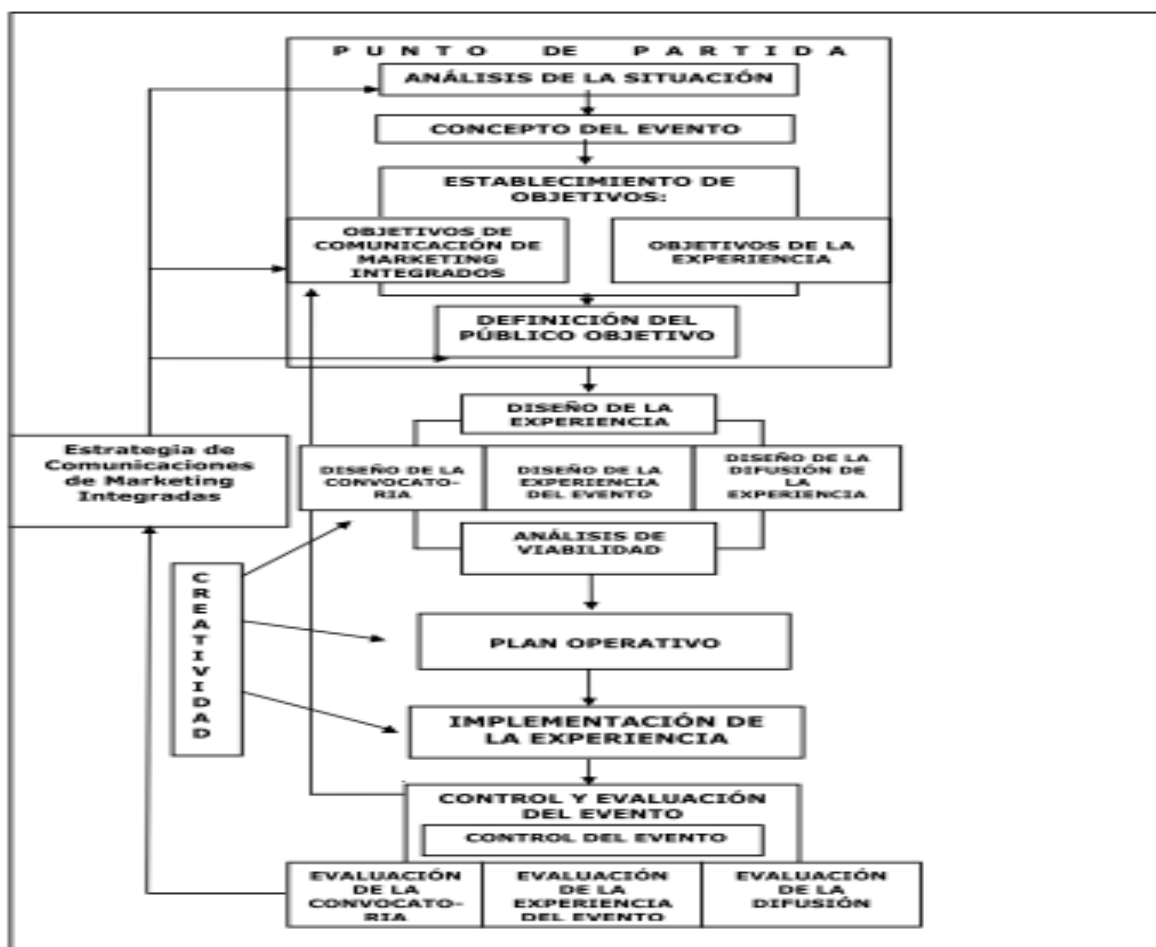 PUNTO DE PARTIDA
ANÁLISIS DE LA SITUACIÓN
CONCEPTO DEL EVENTO
ESTABLECIMIENTO DE
OBJETIVOS:
OBJETIVOS DE
COMUNICACIÓN DE
MARKETING
INTEGRADOS
OBJETIVOS DE LA
EXPERIENCIA
DEFINICIÓN DEL
PÚBLICO OBJETIVO
DISEÑO DE LA
EXPERIENCIA
Estrategia de
Comunicaciones
de Marketing
Integradas
DISEÑO DE LA
CONVOCATO-
RIA
DISEÑO DE LA
EXPERIENCIA
DEL EVENTO
DISEÑO DE LA
DIFUSIÓN DE
LA
EXPERIENCIA
ANÁLISIS DE
VIABILIDAD
CREATIVIDAD
PLAN OPERATIVO
IMPLEMENTACIÓN DE
LA EXPERIENCIA
CONTROL Y EVALUACIÓN
DEL EVENTO
CONTROL DEL EVENTO
EVALUACIÓN
DE LA
CONVOCATO-
RIA
EVALUACIÓN
DE LA
EXPERIENCIA
DEL EVENTO
EVALUACIÓN
DE LA
DIFUSIÓN